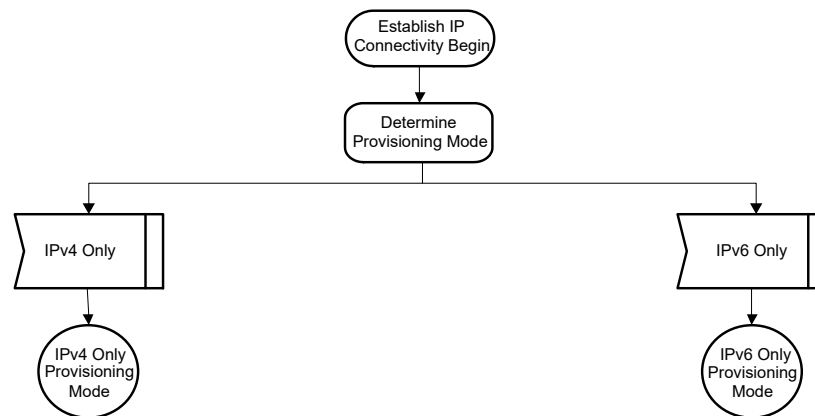 Establish IP
Connectivity Begin
Determine
Provisioning Mode
IPv4 Only
IPv6 Only
IPv4 Only
Provisioning
Mode
IPv6 Only
Provisioning
Mode